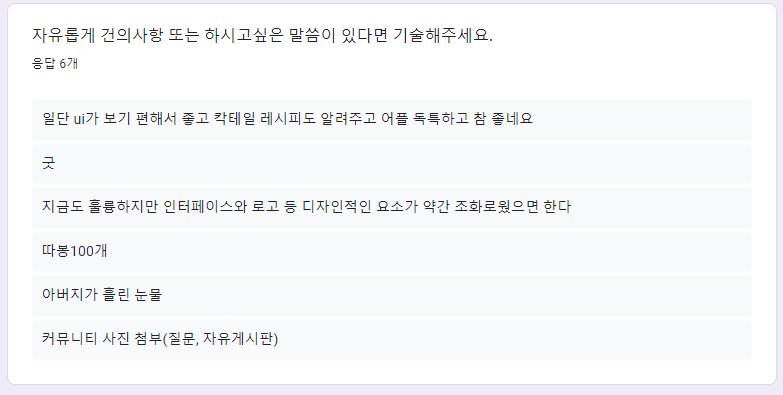 자유롭게 건의사항 또는 하시고싶은 말씀이 있다면 기술해주세요.
응답 6개
일단 ui가 보기 편해서 좋고 칵테일 레시피도 알려주고 어플 독특하고 참 좋네요
굿
지금도 훌륭하지만 인터페이스와 로고 등 디자인적인 요소가 약간 조화로웠으면 한다
따봉100개
아버지가 흘린 눈물
커뮤니티 사진 첨부(질문, 자유게시판)